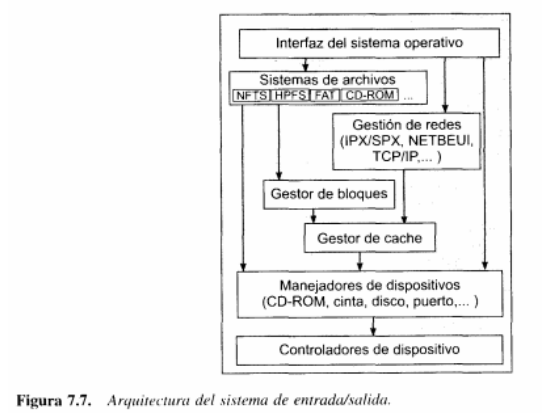 Interfaz del sistema operativo
Sistemas de archivos
NFTS HPFS FAT CD-ROM ...
Gestión de redes
(IPX/SPX, NETBEUI,
TCP/IP,... )
Gestor de bloques
Gestor de cache
Manejadores de dispositivos
(CD-ROM, cinta, disco, puerto,... )
Controladores de dispositivo
Figura 7.7. Arquitectura del sistema de entrada/salida.